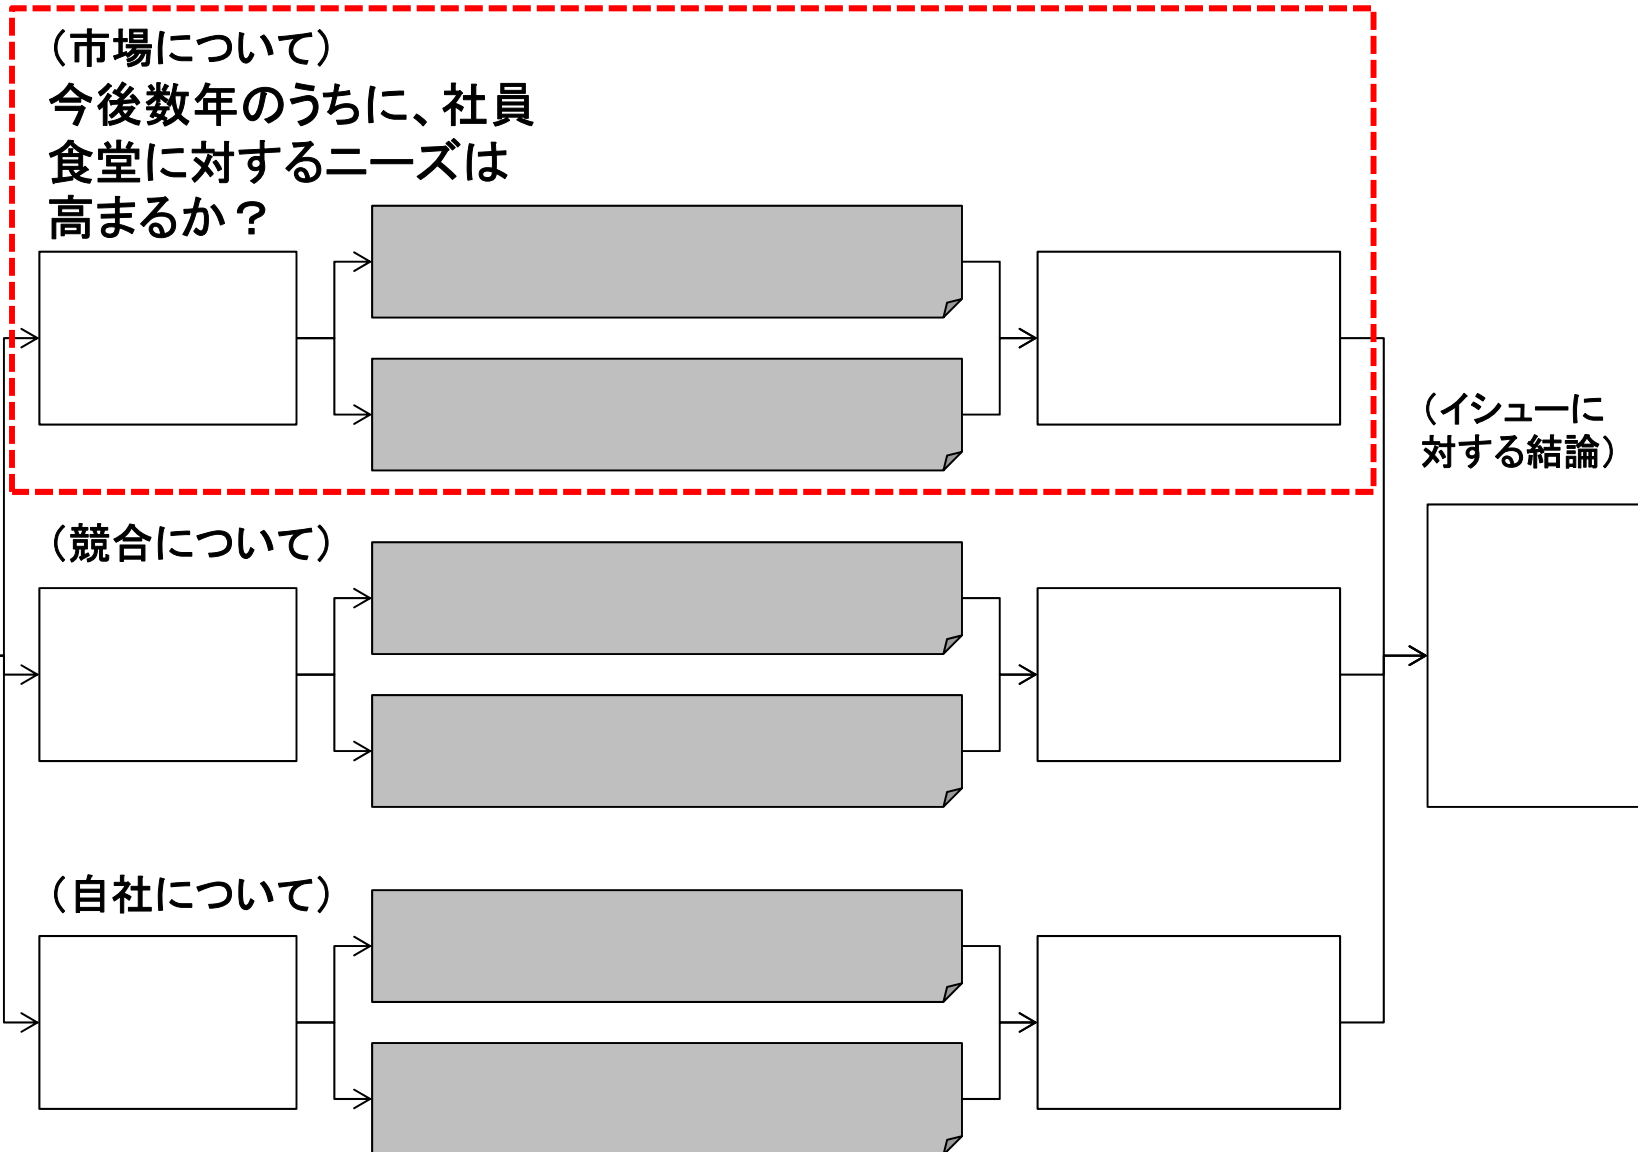 （市場について）
今後数年のうちに、社員
食堂に対するニーズは
高まるか？
（イシューに
対する結論）
（競合について）
（自社について）